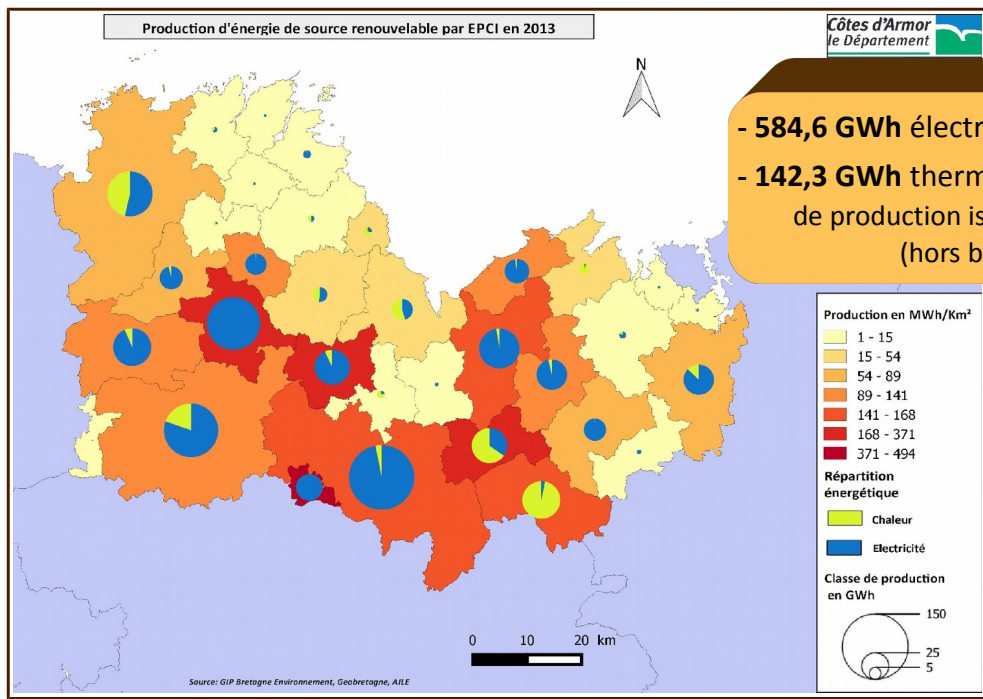 Production d'énergie de source renouvelable par EPCI en 2013
Côtes d'Armor
le Département
N
- 584,6 GWh électr
- 142,3 GWh therm
de production is
(hors b
Production en MWh/Km²
1 - 15
15 - 54
54 - 89
89 - 141
141 - 168
168 - 371
371 - 494
Répartition
énergétique
Chaleur
Electricité
Classe de production
en GWh
150
25
5
0 10 20 km
Source: GIP Bretagne Environnement, Geobretagne, AILE